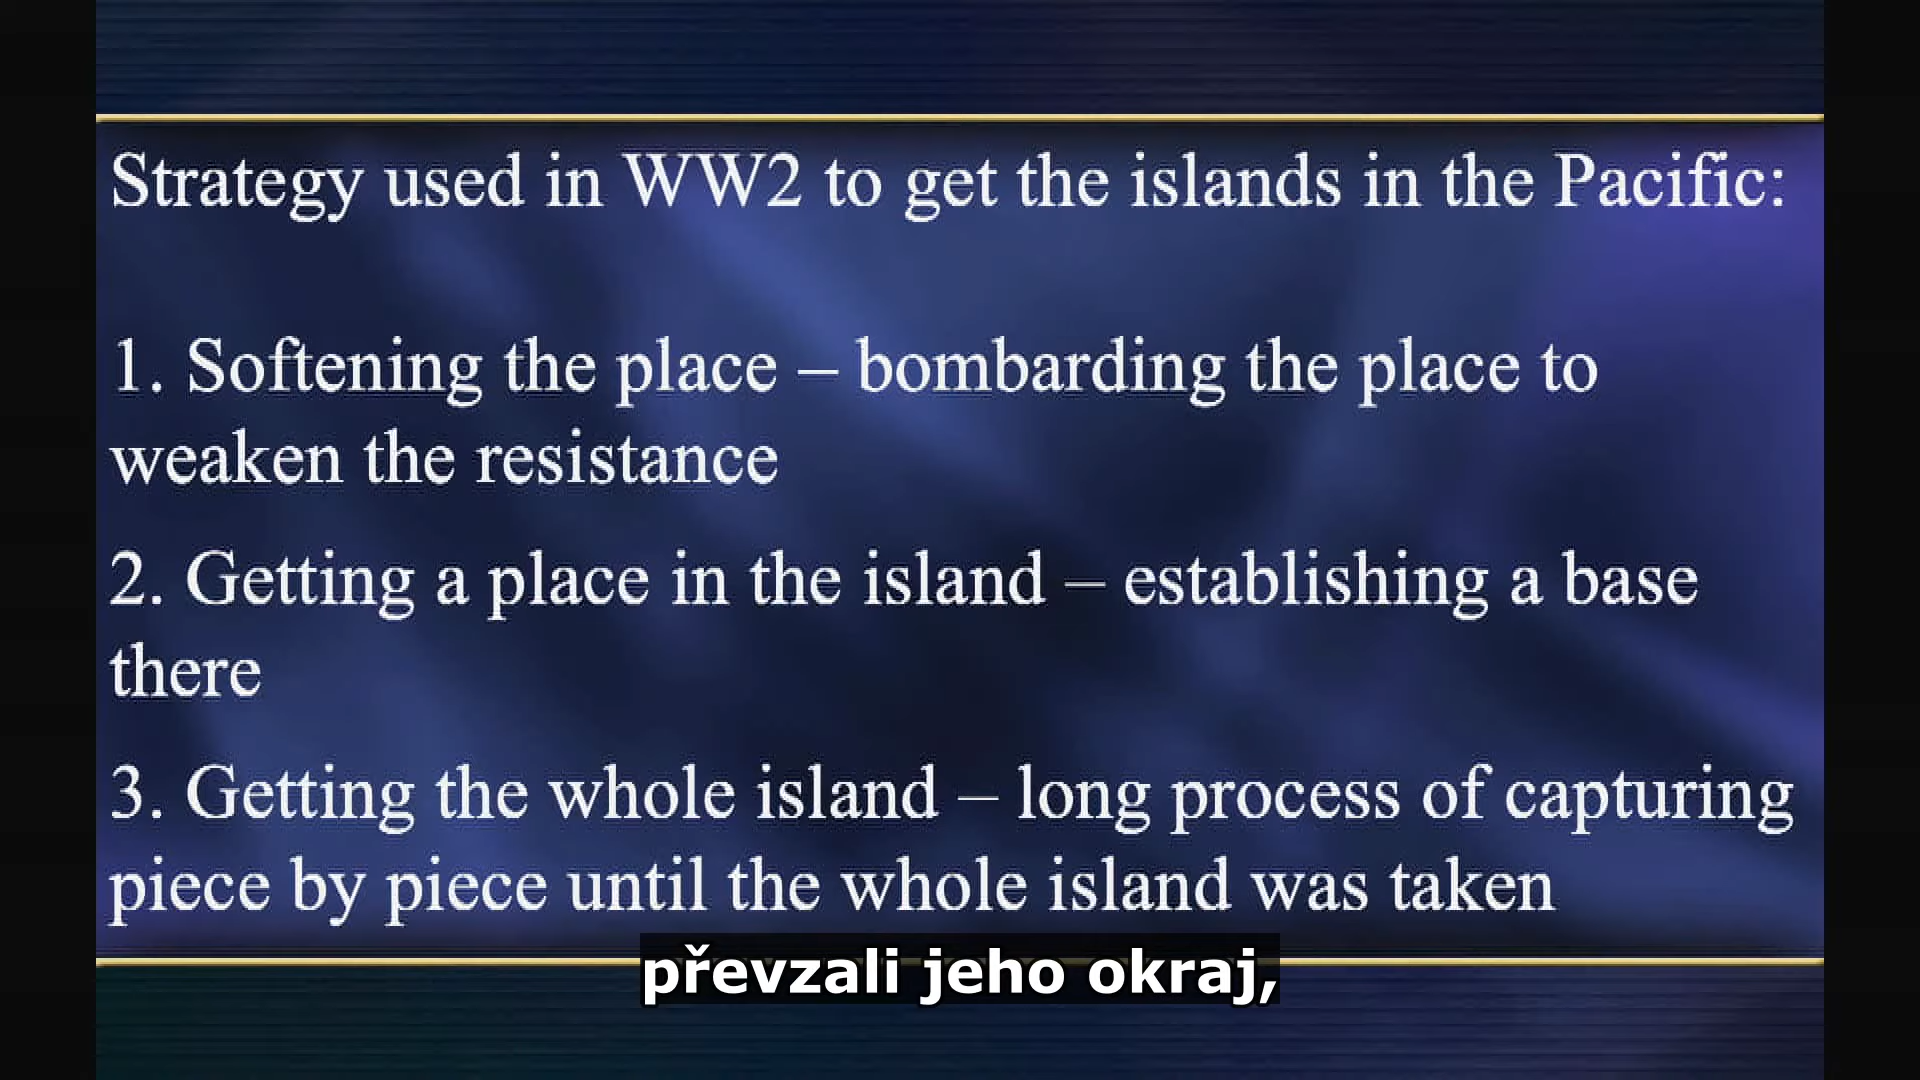 Strategy used in WW2 to get the islands in the Pacific:
1. Softening the place – bombarding the place to
weaken the resistance
2. Getting a place in the island – establishing a base
there
3. Getting the whole island – long process of capturing
piece by piece until the whole island was taken
převzali jeho okraj,